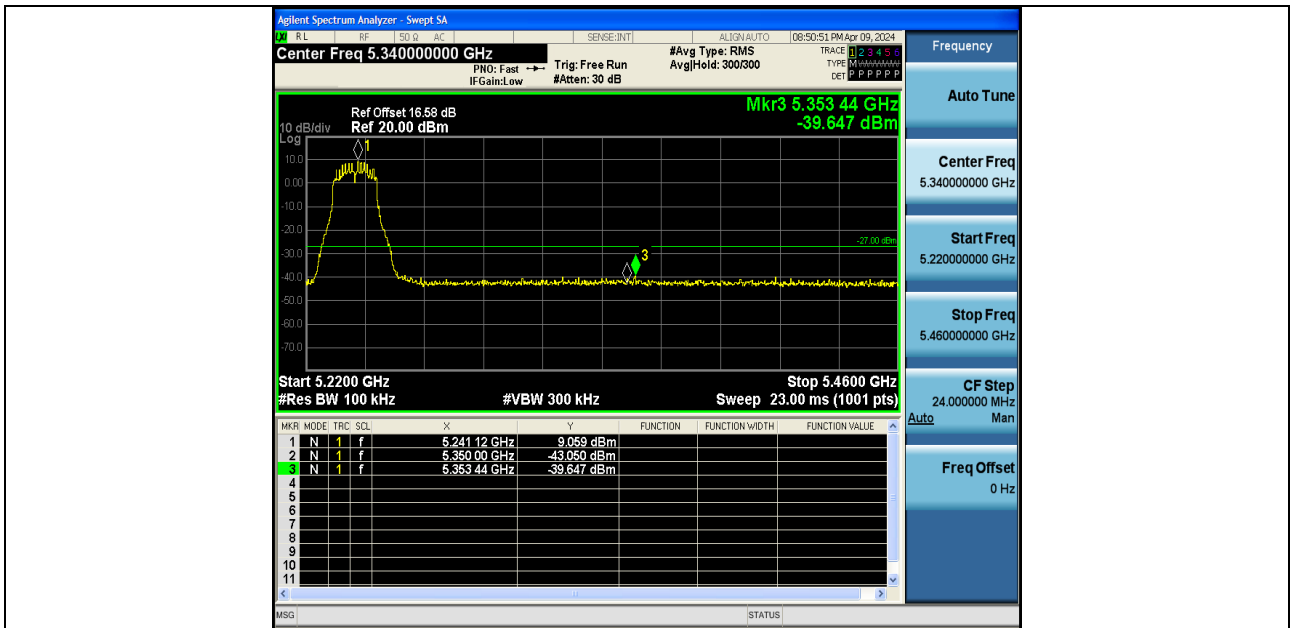 Agilent Spectrum Analyzer - Swept SA
LXI RL RF 50 Ω AC SENSE:INT ALIGN AUTO 08:50:51 PM Apr 09, 2024
Center Freq 5.340000000 GHz
#Avg Type: RMS
TRACE 1 2 3 4 5 6
PNO: Fast
Trig: Free Run
Avg|Hold: 300/300
TYPE M
IFGain:Low
#Atten: 30 dB
DET P P P P P P
Mkr3 5.353 44 GHz
Ref Offset 16.58 dB
-39.647 dBm
10 dB/div Ref 20.00 dBm
Log
1
10.0
0.00
-10.0
-20.0
-27.00 dBm
-30.0
3
-40.0
-50.0
-60.0
-70.0
Start 5.2200 GHz Stop 5.4600 GHz
#Res BW 100 kHz #VBW 300 kHz Sweep 23.00 ms (1001 pts)
MKR MODE TRC SCL X Y FUNCTION FUNCTION WIDTH FUNCTION VALUE
1 N 1 f 5.241 12 GHz 9.059 dBm
2 N 1 f 5.350 00 GHz -43.050 dBm
3 N 1 f 5.353 44 GHz -39.647 dBm
4
5
6
7
8
9
10
11
MSG STATUS
Frequency
Auto Tune
Center Freq
5.340000000 GHz
Start Freq
5.220000000 GHz
Stop Freq
5.460000000 GHz
CF Step
24.000000 MHz
Auto Man
Freq Offset
0 Hz